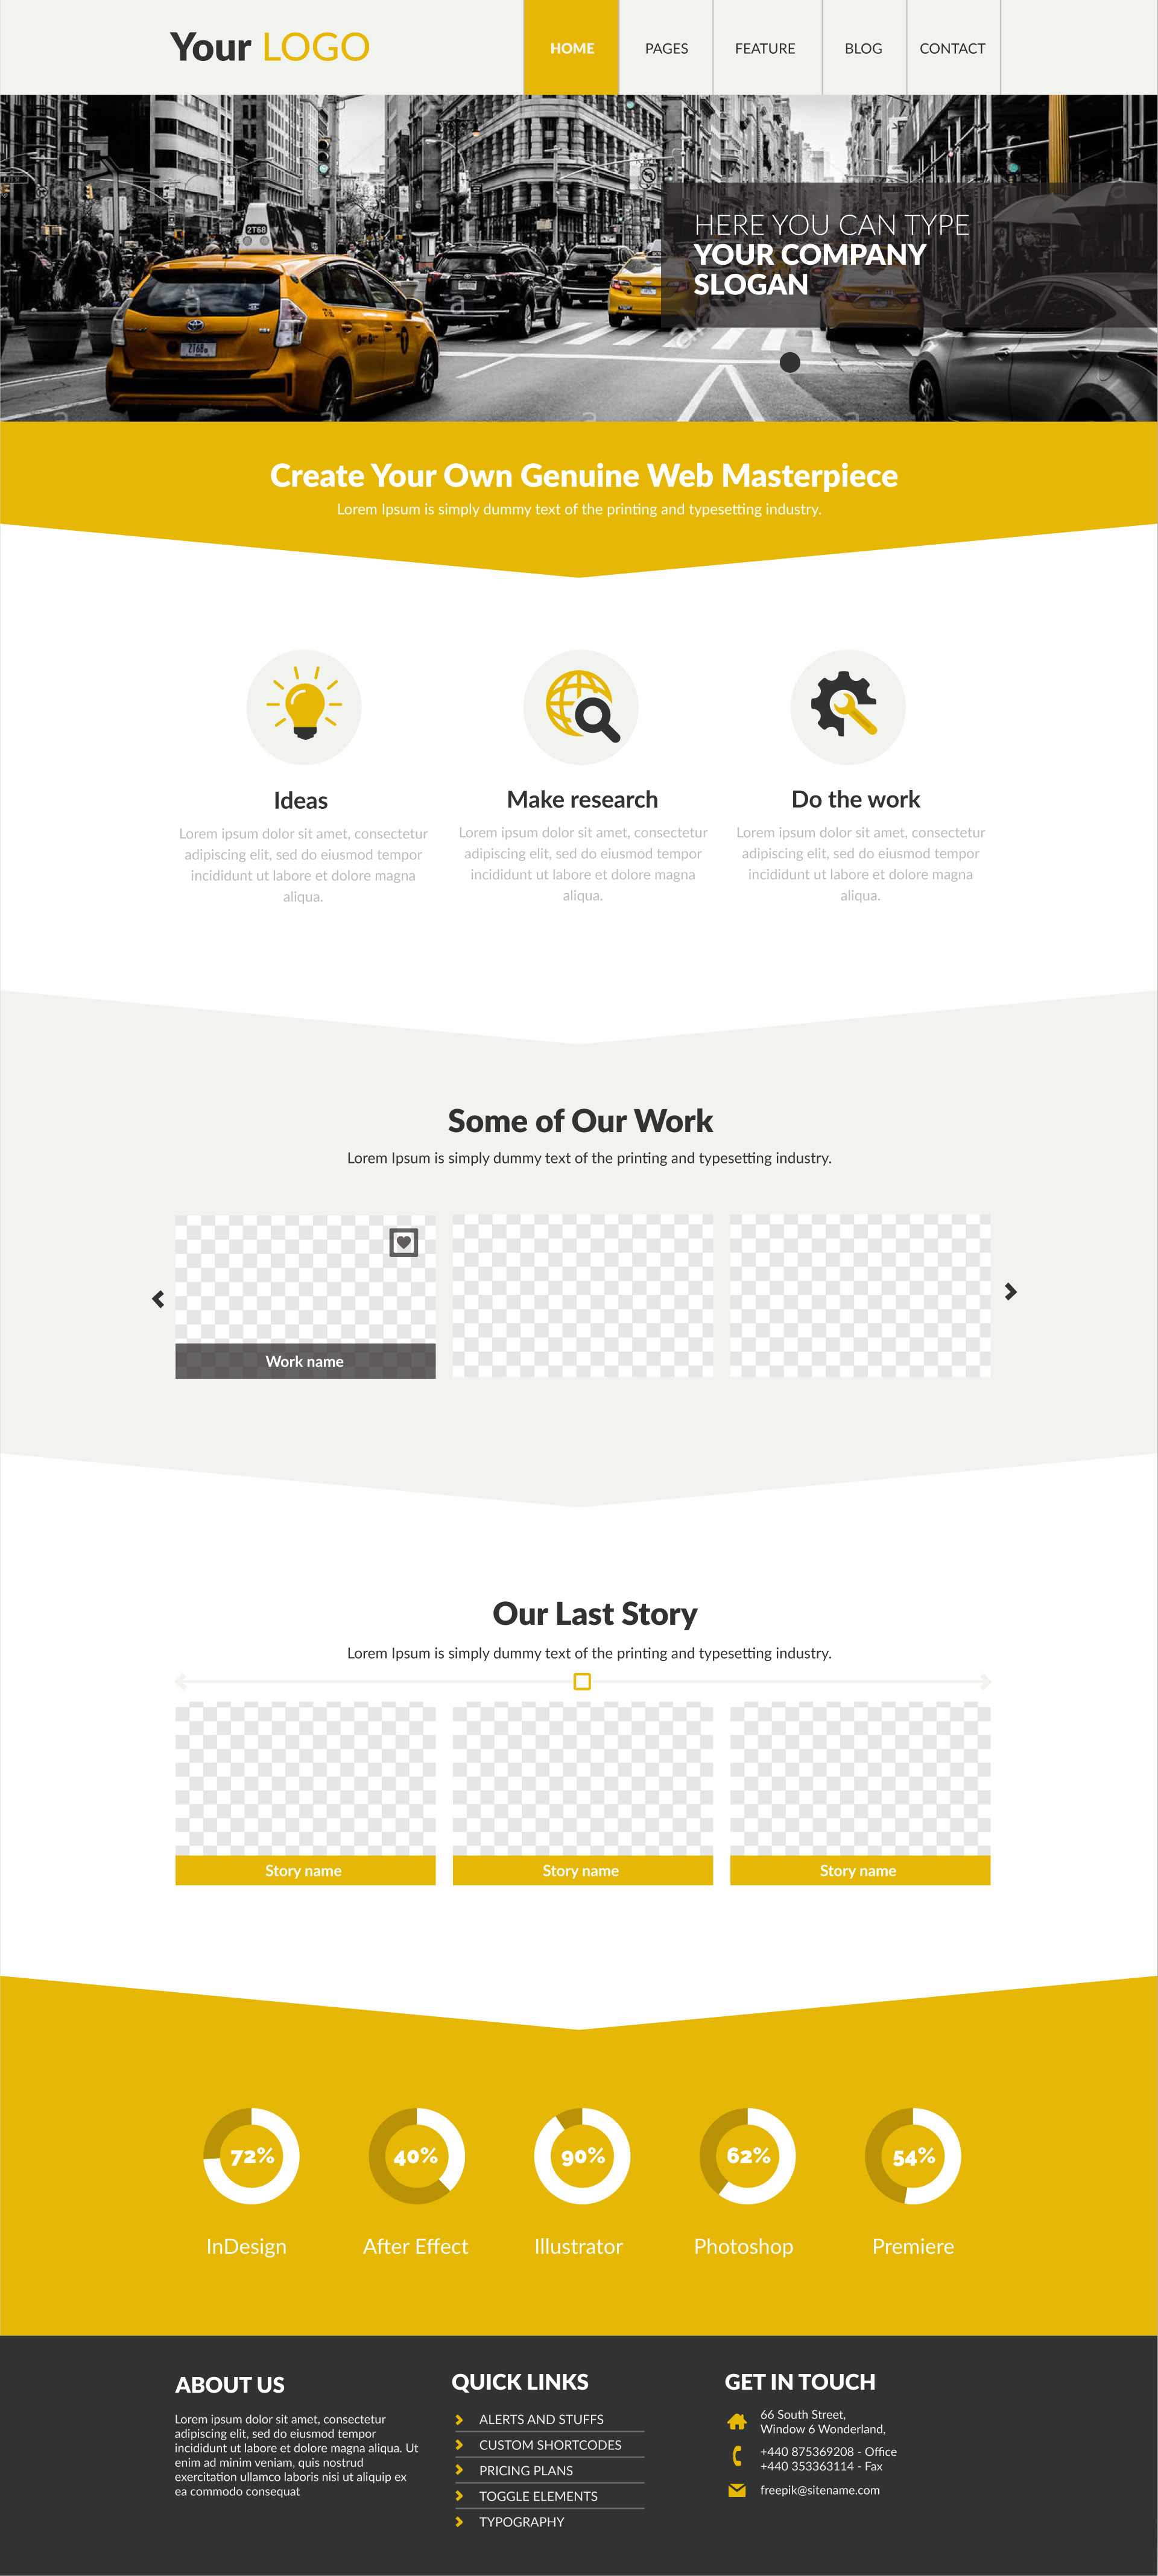 Your LOGO
HOME
PAGES
FEATURE
BLOG
CONTACT
2T68
HERE YOU CAN TYPE
YOUR COMPANY
SLOGAN
a
a
a
a
a
Create Your Own Genuine Web Masterpiece
Lorem Ipsum is simply dummy text of the printing and typesetting industry.
Ideas
Lorem ipsum dolor sit amet, consectetur
adipiscing elit, sed do eiusmod tempor
incididunt ut labore et dolore magna
aliqua.
Make research
Lorem ipsum dolor sit amet, consectetur
adipiscing elit, sed do eiusmod tempor
incididunt ut labore et dolore magna
aliqua.
Do the work
Lorem ipsum dolor sit amet, consectetur
adipiscing elit, sed do eiusmod tempor
incididunt ut labore et dolore magna
aliqua.
Some of Our Work
Lorem Ipsum is simply dummy text of the printing and typesetting industry.
Work name
Our Last Story
Lorem Ipsum is simply dummy text of the printing and typesetting industry.
Story name
Story name
Story name
72%
40%
90%
62%
54%
InDesign
After Effect
Illustrator
Photoshop
Premiere
ABOUT US
Lorem ipsum dolor sit amet, consectetur
adipiscing elit, sed do eiusmod tempor
incididunt ut labore et dolore magna aliqua. Ut
enim ad minim veniam, quis nostrud
exercitation ullamco laboris nisi ut aliquip ex
ea commodo consequat
QUICK LINKS
ALERTS AND STUFFS
CUSTOM SHORTCODES
PRICING PLANS
TOGGLE ELEMENTS
TYPOGRAPHY
GET IN TOUCH
66 South Street,
Window 6 Wonderland,
+440 875369208 - Office
+440 353363114 - Fax
freepik@sitename.com